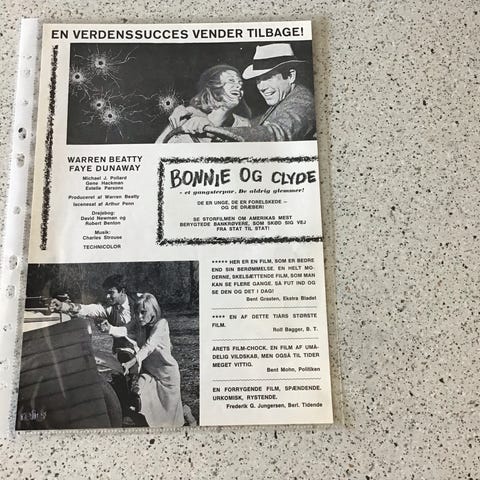 EN VERDENSSUCCES VENDER TILBAGE!
WARREN BEATTY
FAYE DUNAWAY
Michael J. Pollard
Gene Hackman
Estelle Parsons
Produceret af Warren Beatty
Iscenesat af Arthur Penn
Drejebog:
David Newman og
Robert Benton
Musik:
Charles Strouse
TECHNICOLOR
BONNIE OG CLYDE
- et gangsterpar, De aldrig glemmer!
DE ER UNGE, DE ER FORELSKEDE –
OG DE DRÆBER!
SE STORFILMEN OM AMERIKAS MEST
BERYGTEDE BANKRØVERE, SOM SKØD SIG VEJ
FRA STAT TIL STAT!
***** HER ER EN FILM, SOM ER BEDRE
END SIN BERØMMELSE. EN HELT MO-
DERNE, SKELSÆTTENDE FILM, SOM MAN
KAN SE FLERE GANGE. SÅ FUT IND OG
SE DEN OG DET I DAG!
Bent Grasten, Ekstra Bladet
**** EN AF DETTE TIÅRS STØRSTE
FILM.
Rolf Bagger, B. T.
ÅRETS FILM-CHOCK. EN FILM AF UMÅ-
DELIG VILDSKAB, MEN OGSÅ TIL TIDER
MEGET VITTIG.
Bent Mohn, Politiken
EN FORRYGENDE FILM, SPÆNDENDE.
URKOMISK, RYSTENDE.
Frederik G. Jungersen, Berl. Tidende